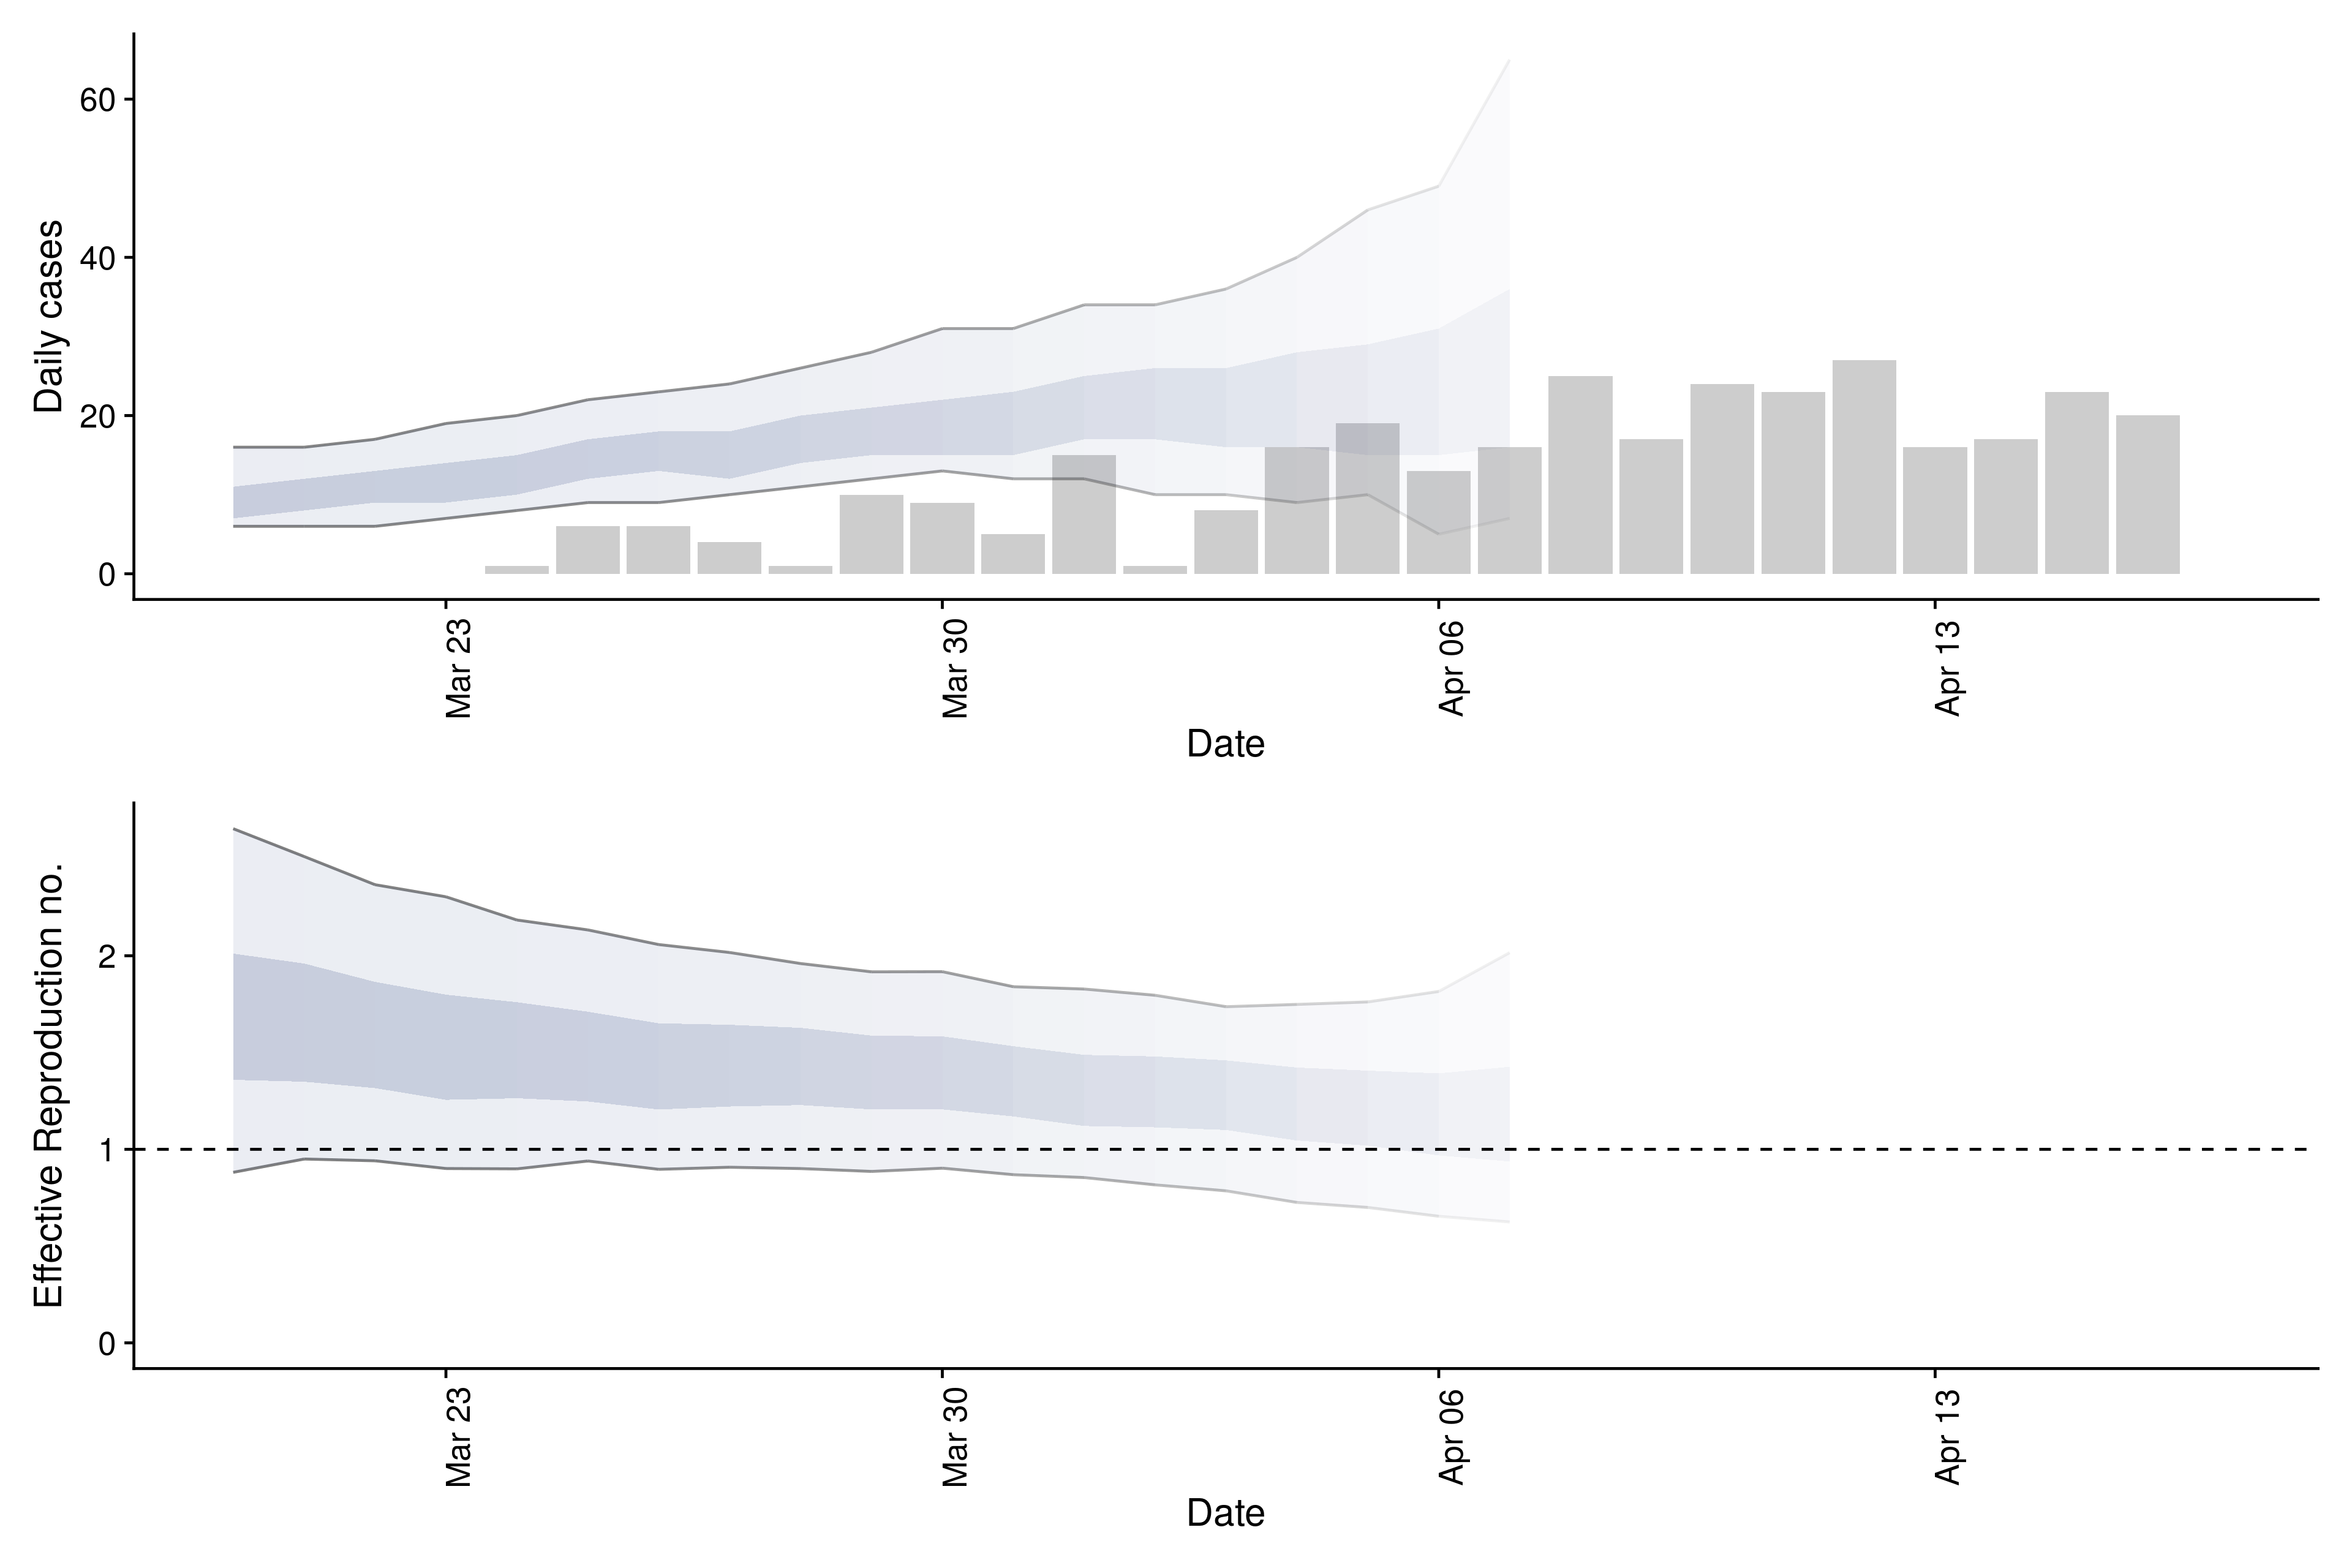 Daily cases
60
40
20
0
Mar 23
Mar 30
Apr 06
Apr 13
Date
Effective Reproduction no.
2
1
0
Mar 23
Mar 30
Apr 06
Apr 13
Date